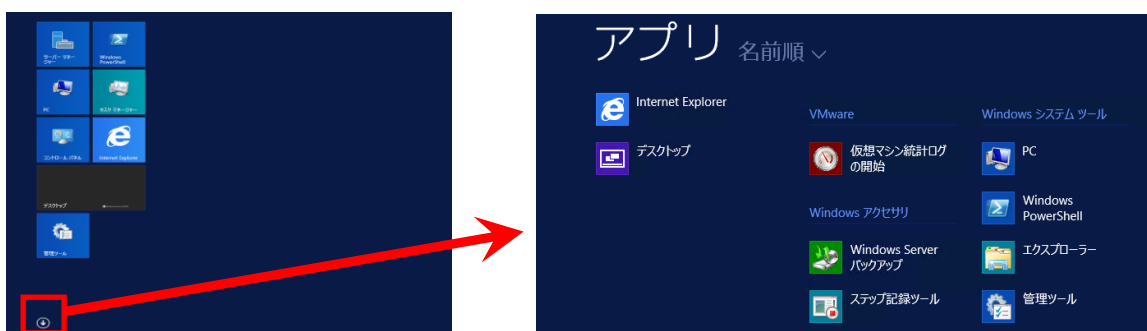 サーバー マネージャー
Windows PowerShell
PC
タスク マネージャー
コントロール パネル
Internet Explorer
デスクトップ
管理ツール
アプリ 名前順
Internet Explorer
デスクトップ
VMware
仮想マシン統計ログ
の開始
Windows アクセサリ
Windows Server
バックアップ
ステップ記録ツール
Windows システム ツール
PC
Windows
PowerShell
エクスプローラー
管理ツール